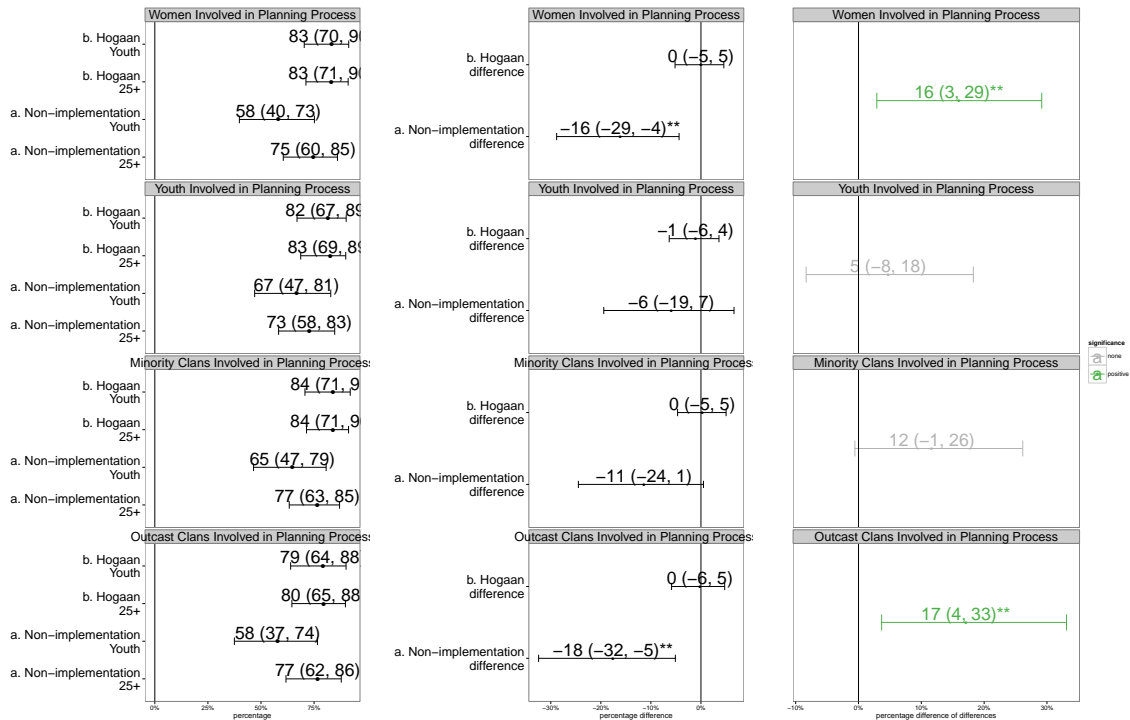 Women Involved in Planning Process
b. Hogaan
Youth
83 (70, 90
b. Hogaan
25+
83 (71, 90
a. Non−implementation
Youth
58 (40, 73)
a. Non−implementation
25+
75 (60, 85)
Youth Involved in Planning Process
b. Hogaan
Youth
82 (67, 89
b. Hogaan
25+
83 (69, 89
a. Non−implementation
Youth
67 (47, 81)
a. Non−implementation
25+
73 (58, 83)
Minority Clans Involved in Planning Process
b. Hogaan
Youth
84 (71, 9
b. Hogaan
25+
84 (71, 90
a. Non−implementation
Youth
65 (47, 79)
a. Non−implementation
25+
77 (63, 85)
Outcast Clans Involved in Planning Process
b. Hogaan
Youth
79 (64, 88
b. Hogaan
25+
80 (65, 88
a. Non−implementation
Youth
58 (37, 74)
a. Non−implementation
25+
77 (62, 86)
0%
25%
50%
75%
percentage
Women Involved in Planning Process
b. Hogaan
difference
0 (−5, 5)
a. Non−implementation
difference
−16 (−29, −4)**
Youth Involved in Planning Process
b. Hogaan
difference
−1 (−6, 4)
a. Non−implementation
difference
−6 (−19, 7)
Minority Clans Involved in Planning Process
b. Hogaan
difference
0 (−5, 5)
a. Non−implementation
difference
−11 (−24, 1)
Outcast Clans Involved in Planning Process
b. Hogaan
difference
0 (−6, 5)
a. Non−implementation
difference
−18 (−32, −5)**
−30%
−20%
−10%
0%
percentage difference
Women Involved in Planning Process
16 (3, 29)**
Youth Involved in Planning Process
5 (−8, 18)
Minority Clans Involved in Planning Process
12 (−1, 26)
Outcast Clans Involved in Planning Process
17 (4, 33)**
−10%
0%
10%
20%
30%
percentage difference of differences
significance
a none
a positive